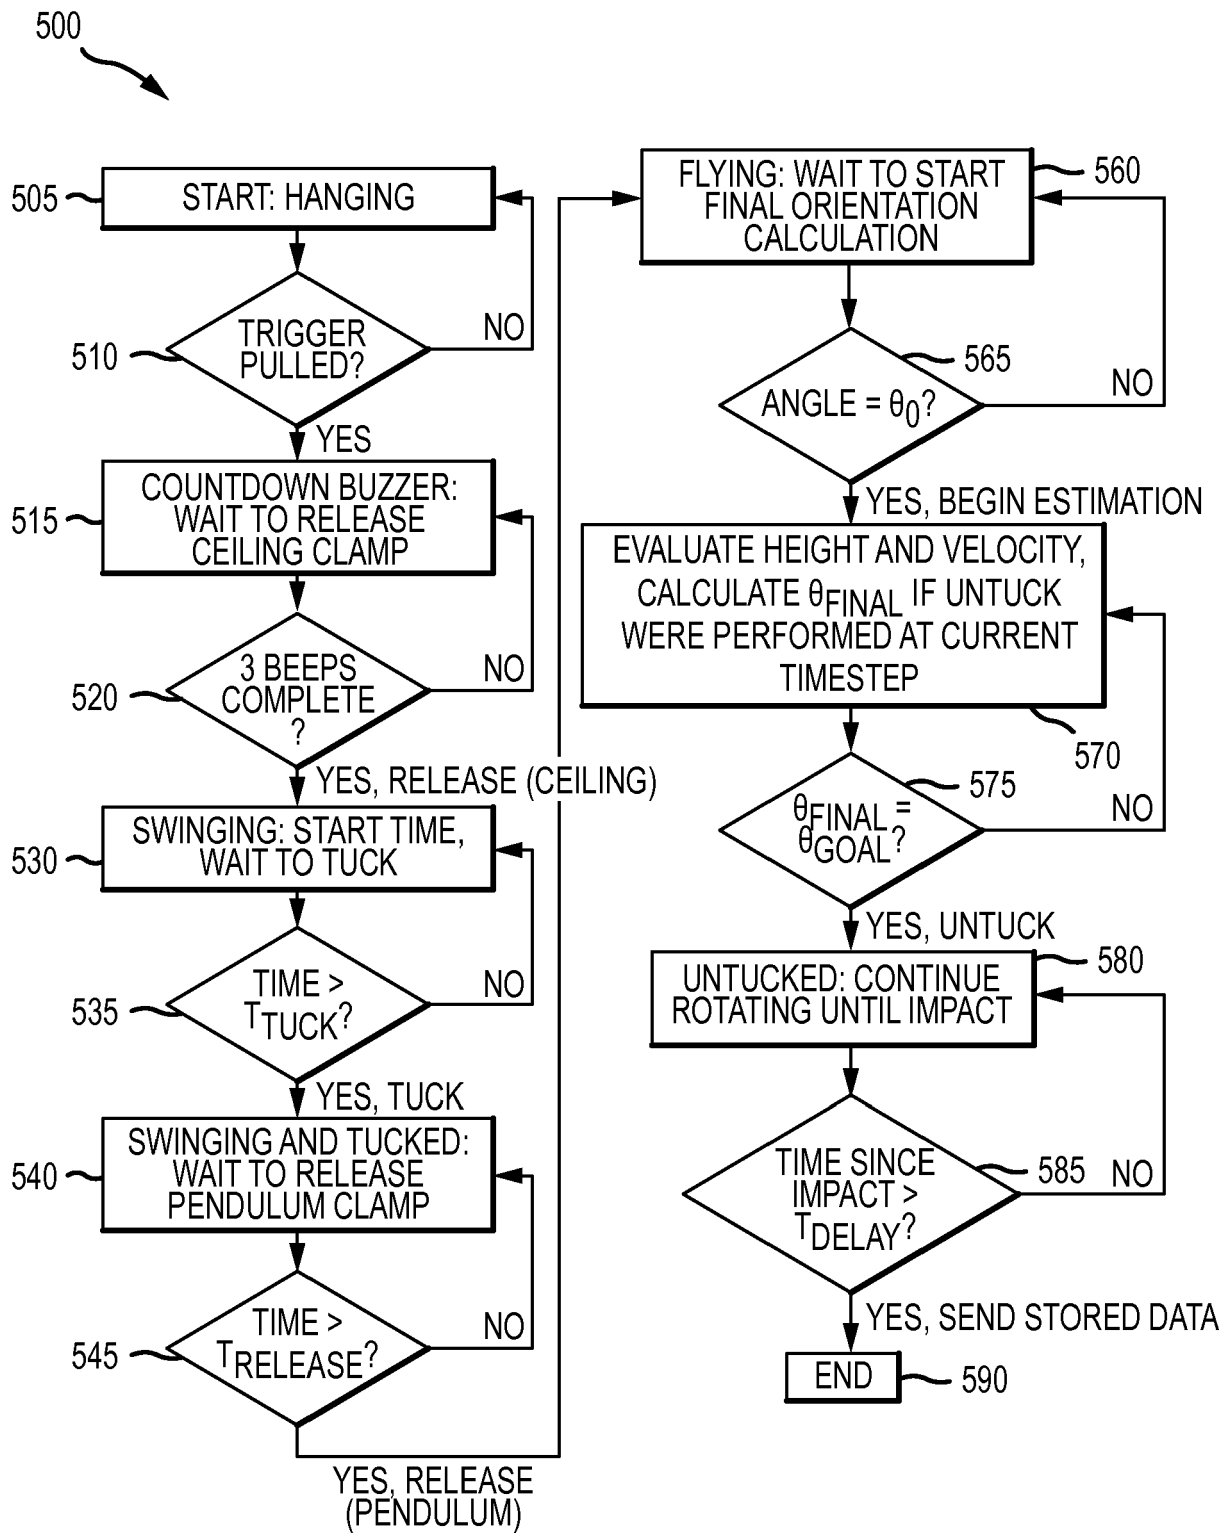 500
505
START: HANGING
510
TRIGGER
PULLED?
NO
YES
515
COUNTDOWN BUZZER:
WAIT TO RELEASE
CEILING CLAMP
520
3 BEEPS
COMPLETE
?
NO
YES, RELEASE (CEILING)
530
SWINGING: START TIME,
WAIT TO TUCK
535
TIME >
TTUCK?
NO
YES, TUCK
540
SWINGING AND TUCKED:
WAIT TO RELEASE
PENDULUM CLAMP
545
TIME >
TRELEASE?
NO
YES, RELEASE
(PENDULUM)
FLYING: WAIT TO START
FINAL ORIENTATION
CALCULATION
560
565
ANGLE = θ0?
NO
YES, BEGIN ESTIMATION
EVALUATE HEIGHT AND VELOCITY,
CALCULATE θFINAL IF UNTUCK
WERE PERFORMED AT CURRENT
TIMESTEP
570
575
θFINAL =
θGOAL?
NO
YES, UNTUCK
580
UNTUCKED: CONTINUE
ROTATING UNTIL IMPACT
585
TIME SINCE
IMPACT >
TDELAY?
NO
YES, SEND STORED DATA
END
590